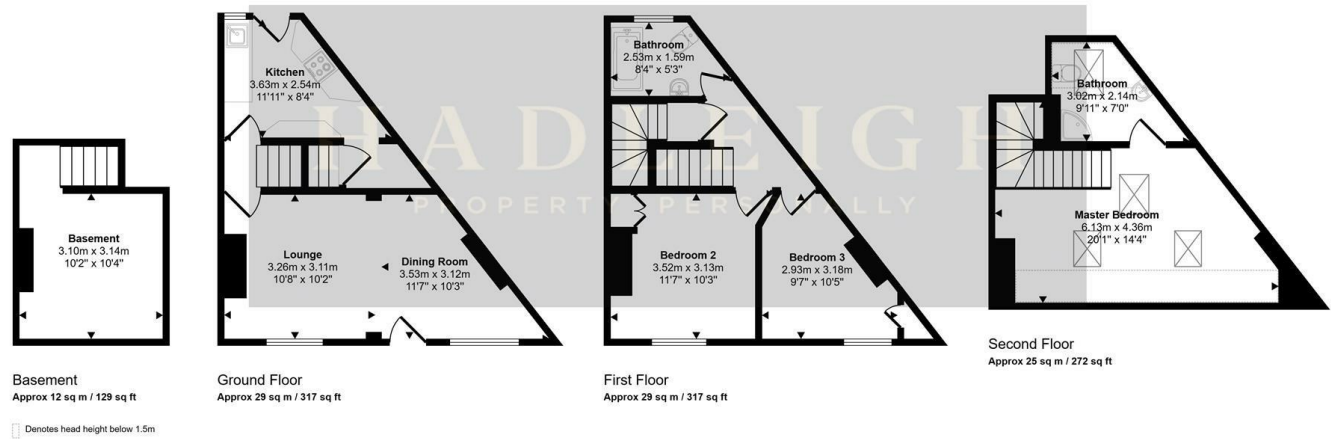 Kitchen
3.63m x 2.54m
11'11" x 8'4"
Bathroom
2.53m x 1.59m
8'4" x 5'3"
Bathroom
3.02m x 2.14m
9'11" x 7'0"
HADLEIGH
PROPERTY PERSONALLY
Basement
3.10m x 3.14m
10'2" x 10'4"
Lounge
3.26m x 3.11m
10'8" x 10'2"
Dining Room
3.53m x 3.12m
11'7" x 10'3"
Bedroom 2
3.52m x 3.13m
11'7" x 10'3"
Bedroom 3
2.93m x 3.18m
9'7" x 10'5"
Master Bedroom
6.13m x 4.36m
20'1" x 14'4"
Basement
Approx 12 sq m / 129 sq ft
Ground Floor
Approx 29 sq m / 317 sq ft
First Floor
Approx 29 sq m / 317 sq ft
Second Floor
Approx 25 sq m / 272 sq ft
Denotes head height below 1.5m